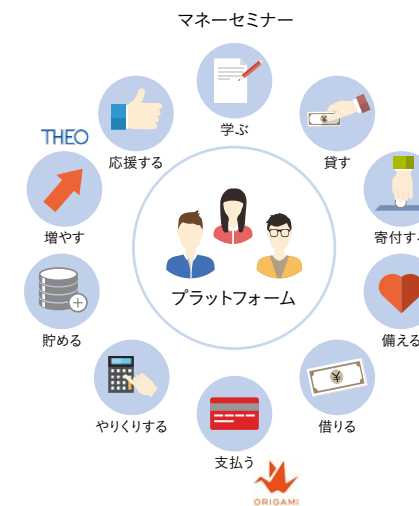 マネーセミナー
学ぶ
応援する
貸す
THEO
増やす
寄付する
プラットフォーム
貯める
備える
やりくりする
借りる
支払う
ORIGAMI